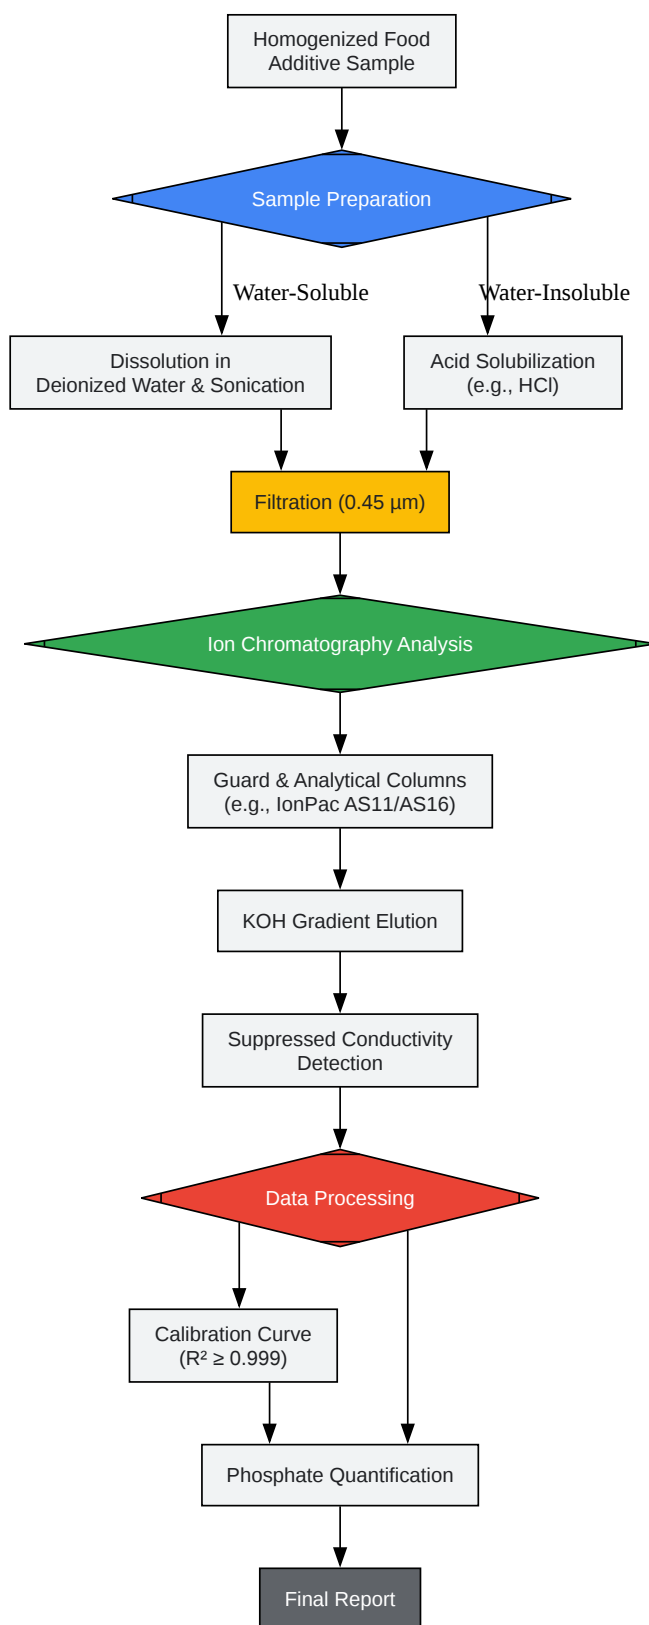 Homogenized Food
Additive Sample
Sample Preparation
Water-Soluble
Water-Insoluble
Dissolution in
Deionized Water & Sonication
Acid Solubilization
(e.g., HCl)
Filtration (0.45 µm)
Ion Chromatography Analysis
Guard & Analytical Columns
(e.g., IonPac AS11/AS16)
KOH Gradient Elution
Suppressed Conductivity
Detection
Data Processing
Calibration Curve
(R² ≥ 0.999)
Phosphate Quantification
Final Report